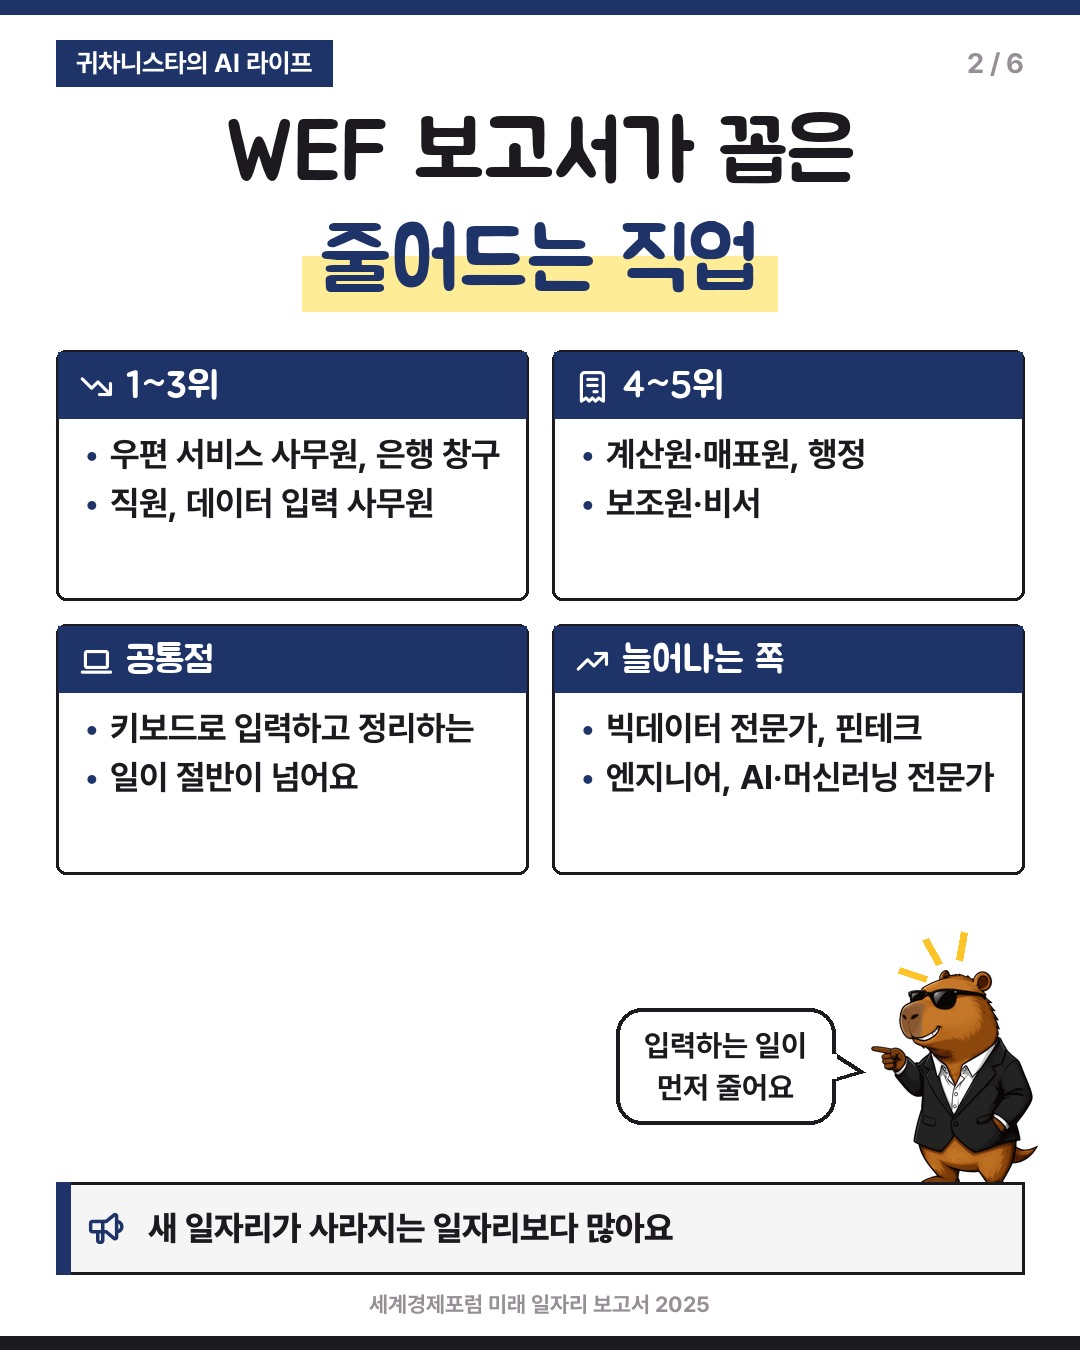 귀차니스타의 AI 라이프
2 / 6
WEF 보고서가 꼽은
줄어드는 직업
1~3위
• 우편 서비스 사무원, 은행 창구
• 직원, 데이터 입력 사무원
4~5위
• 계산원·매표원, 행정
• 보조원·비서
공통점
• 키보드로 입력하고 정리하는
• 일이 절반이 넘어요
늘어나는 쪽
• 빅데이터 전문가, 핀테크
• 엔지니어, AI·머신러닝 전문가
입력하는 일이
먼저 줄어요
새 일자리가 사라지는 일자리보다 많아요
세계경제포럼 미래 일자리 보고서 2025